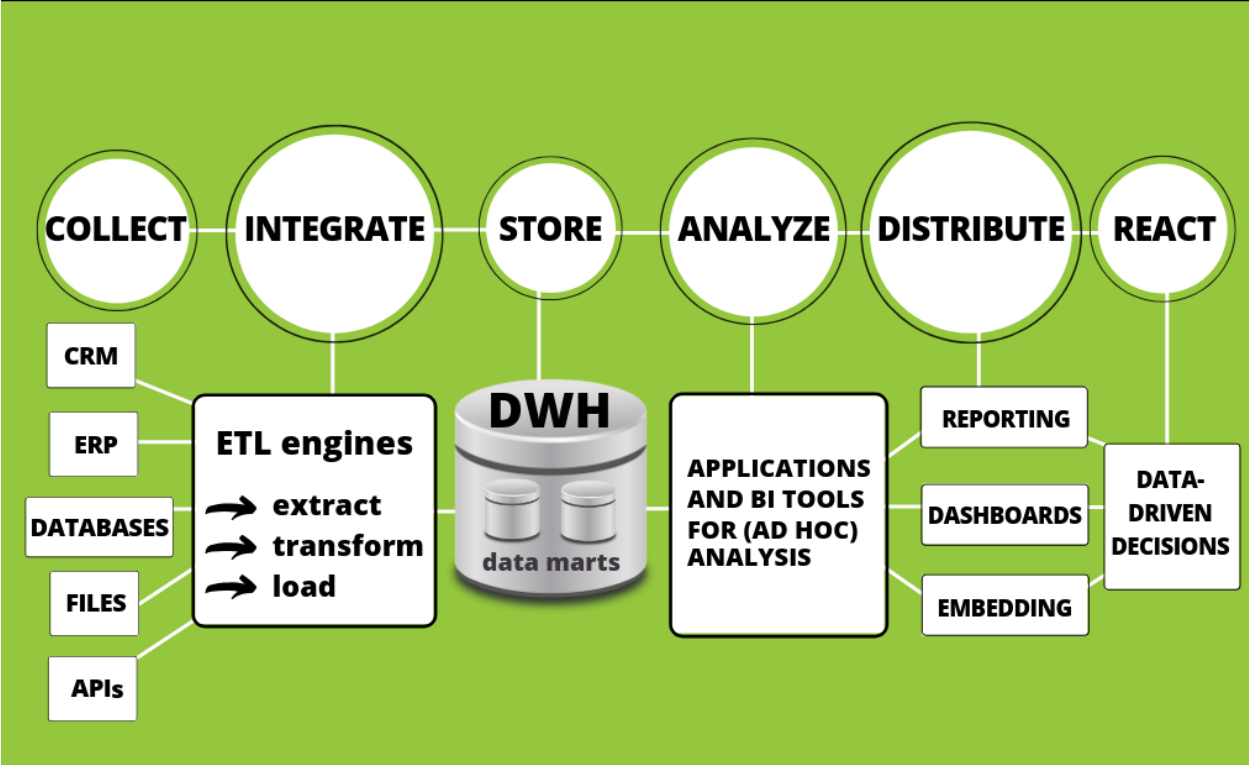 COLLECT
INTEGRATE
STORE
ANALYZE
DISTRIBUTE
REACT
CRM
ERP
DATABASES
FILES
APIs
ETL engines
extract
transform
load
DWH
data marts
APPLICATIONS
AND BI TOOLS
FOR (AD HOC)
ANALYSIS
REPORTING
DASHBOARDS
EMBEDDING
DATA-
DRIVEN
DECISIONS